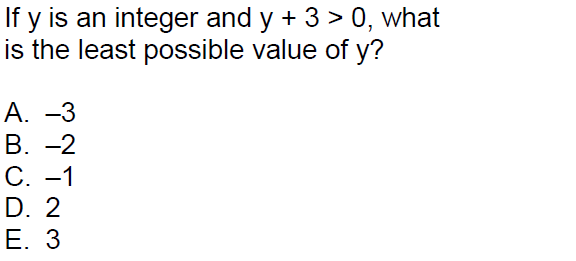 If y is an integer and y + 3 > 0, what
is the least possible value of y?
A. –3
B. –2
C. –1
D. 2
E. 3